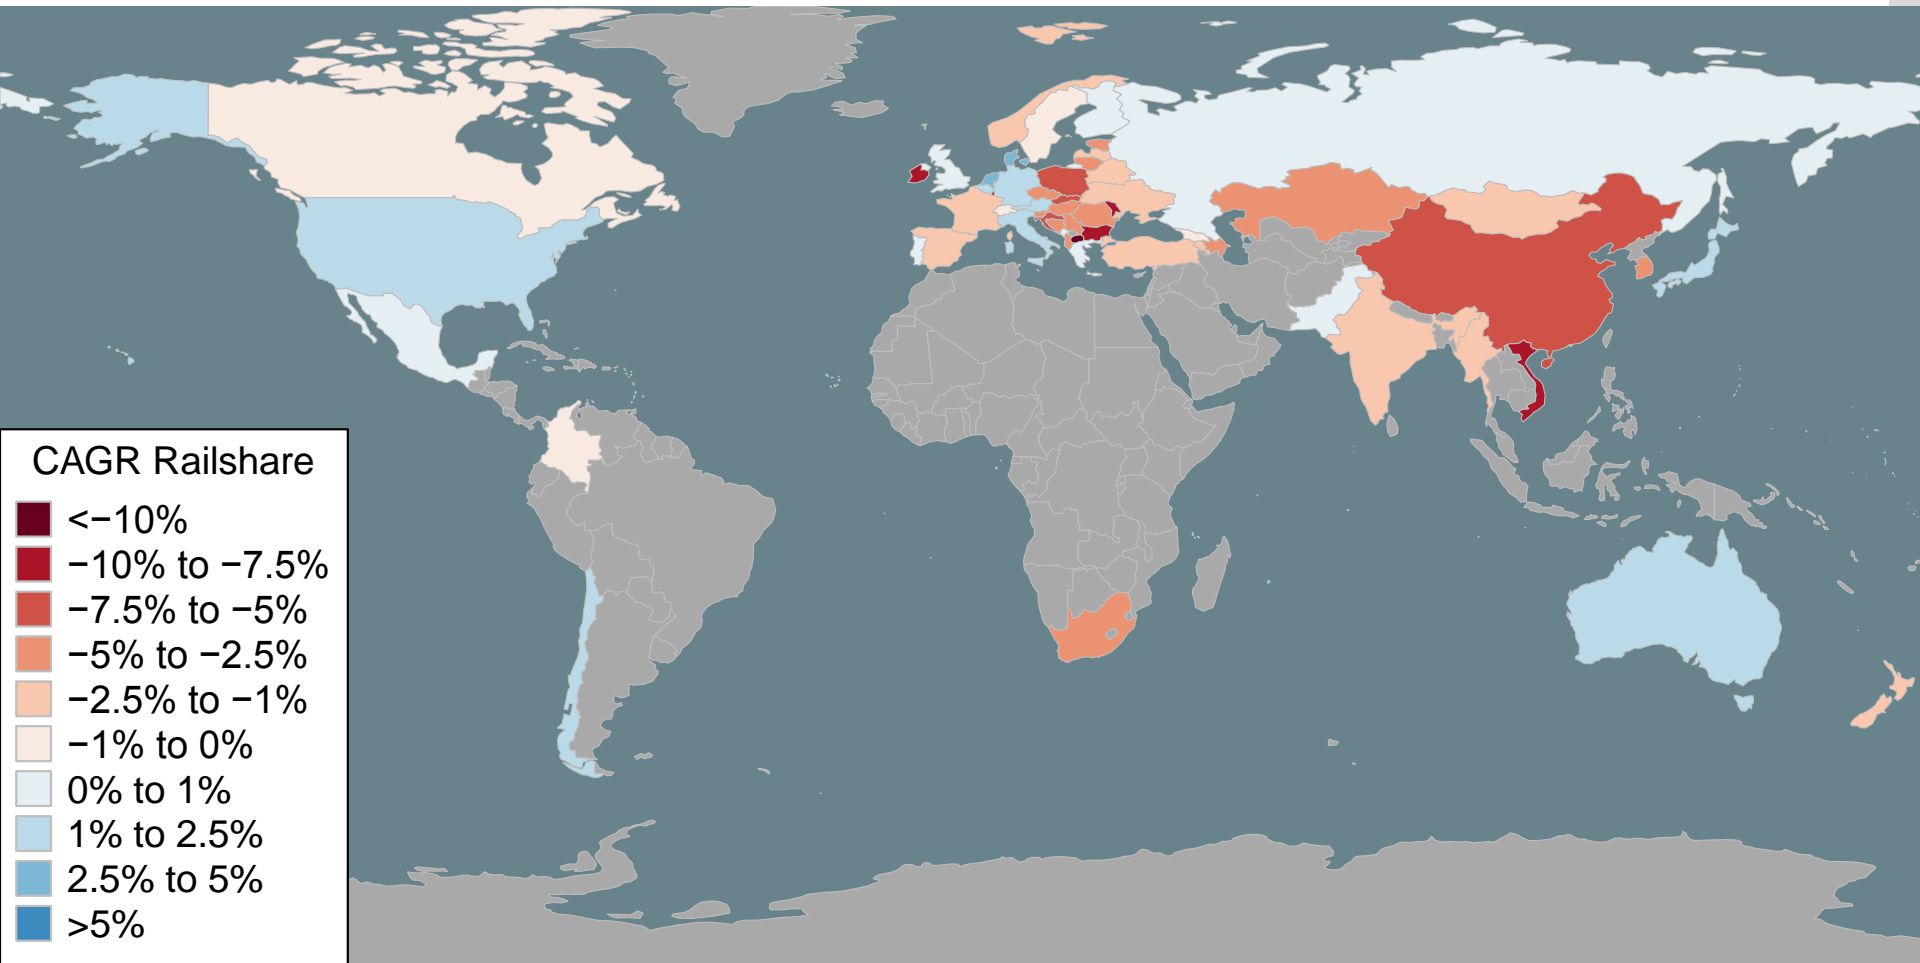 CAGR Railshare
<−10%
−10% to −7.5%
−7.5% to −5%
−5% to −2.5%
−2.5% to −1%
−1% to 0%
0% to 1%
1% to 2.5%
2.5% to 5%
>5%